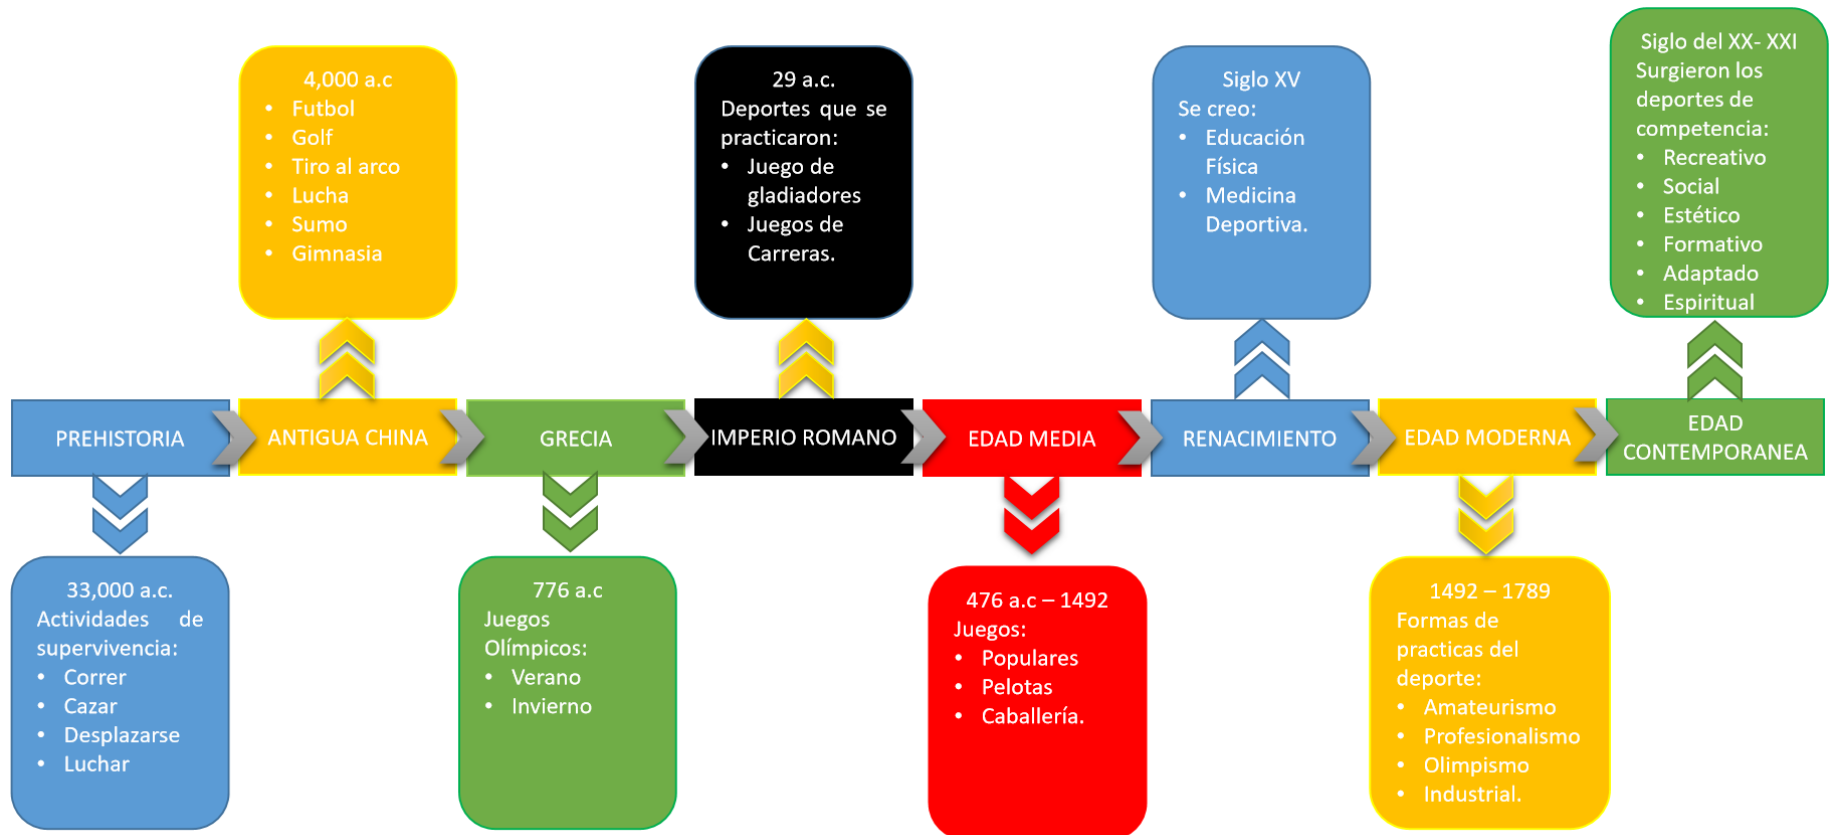 4,000 a.c
• Futbol
• Golf
• Tiro al arco
• Lucha
• Sumo
• Gimnasia
29 a.c.
Deportes que se
practicaron:
• Juego de
gladiadores
• Juegos de
Carreras.
Siglo XV
Se creo:
• Educación
Física
• Medicina
Deportiva.
Siglo del XX- XXI
Surgieron los
deportes de
competencia:
• Recreativo
• Social
• Estético
• Formativo
• Adaptado
• Espiritual
PREHISTORIA
ANTIGUA CHINA
GRECIA
IMPERIO ROMANO
EDAD MEDIA
RENACIMIENTO
EDAD MODERNA
EDAD
CONTEMPORANEA
33,000 a.c.
Actividades de
supervivencia:
• Correr
• Cazar
• Desplazarse
• Luchar
776 a.c
Juegos
Olímpicos:
• Verano
• Invierno
476 a.c – 1492
Juegos:
• Populares
• Pelotas
• Caballería.
1492 – 1789
Formas de
practicas del
deporte:
• Amateurismo
• Profesionalismo
• Olimpismo
• Industrial.